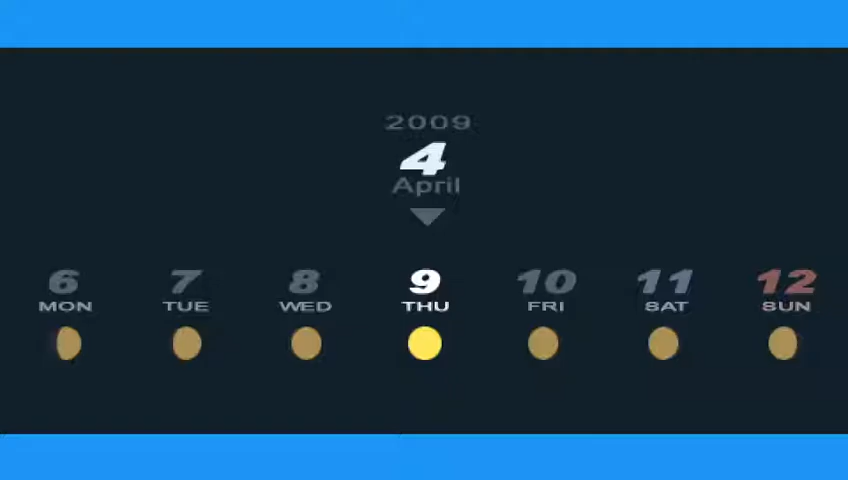 2009
4
April
6 7 8 9 10 11 12
MON TUE WED THU FRI SAT SUN